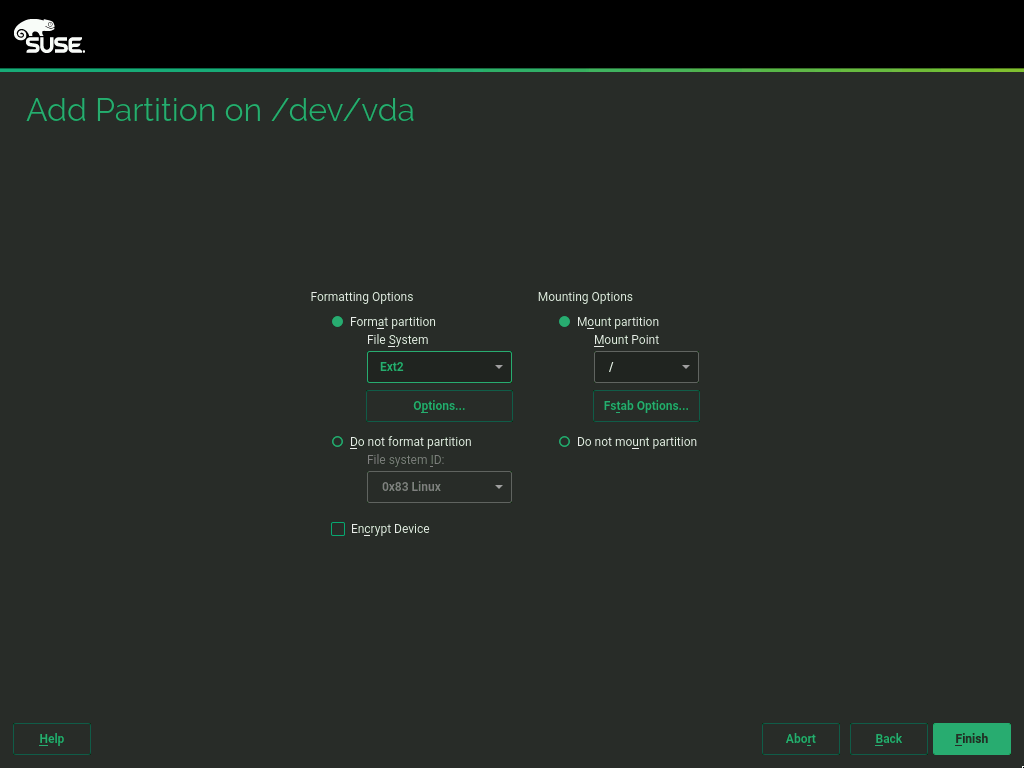 SUSE.
Add Partition on /dev/vda
Formatting Options
Format partition
File System
Ext2
Options...
Do not format partition
File system ID:
0x83 Linux
Encrypt Device
Mounting Options
Mount partition
Mount Point
/
Fstab Options...
Do not mount partition
Help
Abort
Back
Finish